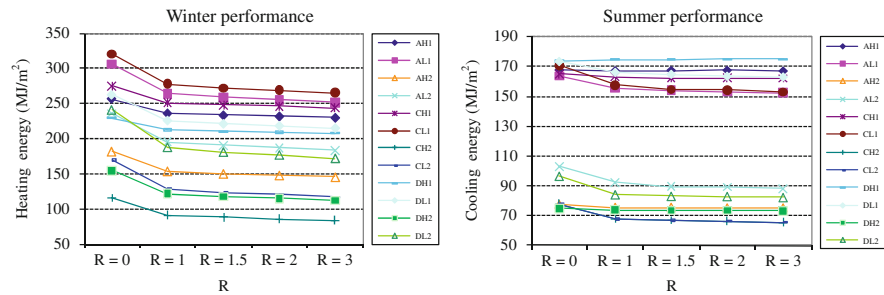 Winter performance
Heating energy (MJ/m²)
350
300
250
200
150
100
50
R = 0 R = 1 R = 1.5 R = 2 R = 3
R
AH1
AL1
AH2
AL2
CH1
CL1
CH2
CL2
DH1
DL1
DH2
DL2
Summer performance
Cooling energy (MJ/m²)
190
170
150
130
110
90
70
50
R = 0 R = 1 R = 1.5 R = 2 R = 3
R
AH1
AL1
AH2
AL2
CH1
CL1
CH2
CL2
DH1
DL1
DH2
DL2